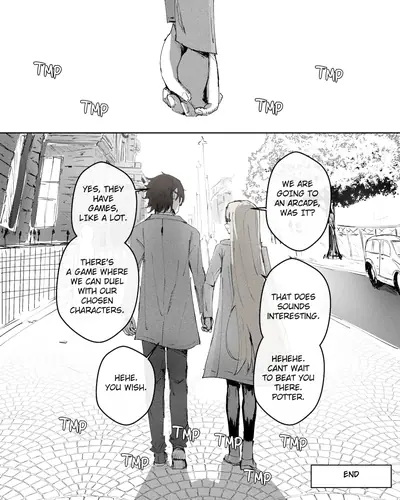 TMP
TMP
TMP
TMP
WE ARE
GOING TO
AN ARCADE,
WAS IT?
YES, THEY
HAVE
GAMES,
LIKE A LOT.
THERE'S
A GAME WHERE
WE CAN DUEL
WITH OUR
CHOSEN
CHARACTERS.
THAT DOES
SOUNDS
INTERESTING.
HEHEHE.
CANT WAIT
TO BEAT YOU
THERE.
POTTER.
HEHE.
YOU WISH.
TMP
TMP
TMP
TMP
TMP
TMP
END